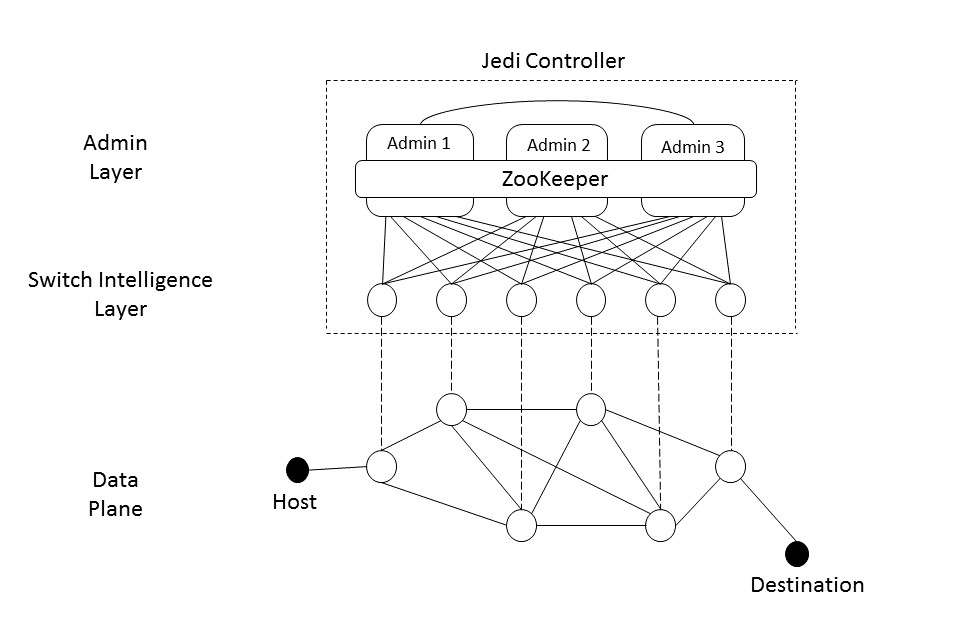 Jedi Controller
Admin
Layer
Admin 1
Admin 2
Admin 3
ZooKeeper
Switch Intelligence
Layer
Data
Plane
Host
Destination